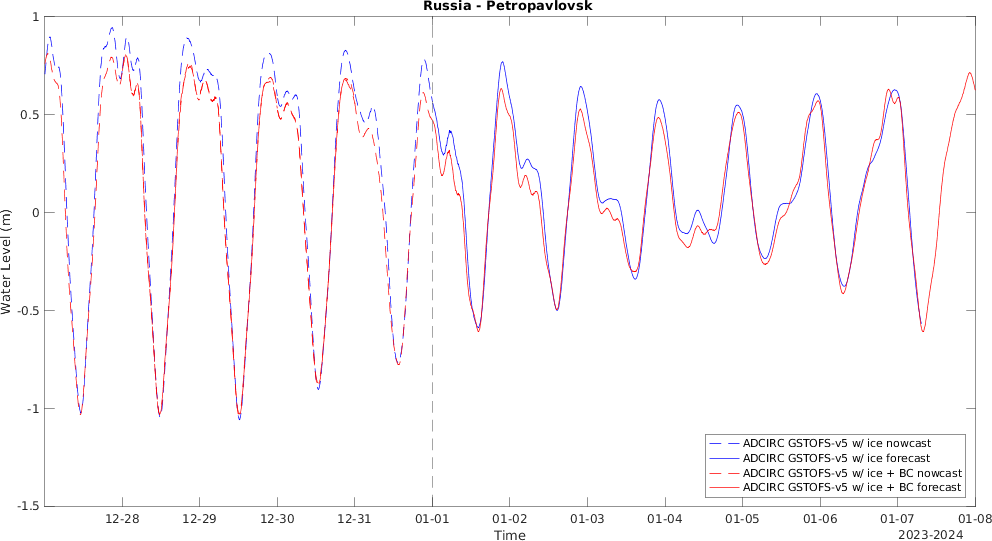 Russia - Petropavlovsk
1
0.5
0
-0.5
-1
-1.5
Water Level (m)
ADCIRC GSTOFS-v5 w/ ice nowcast
ADCIRC GSTOFS-v5 w/ ice forecast
ADCIRC GSTOFS-v5 w/ ice + BC nowcast
ADCIRC GSTOFS-v5 w/ ice + BC forecast
12-28 12-29 12-30 12-31 01-01 01-02 01-03 01-04 01-05 01-06 01-07 01-08
Time
2023-2024